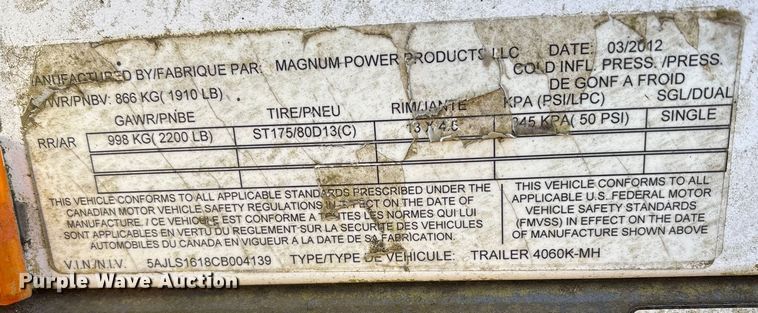 MANUFACTURED BY/FABRIQUE PAR: MAGNUM POWER PRODUCTS LLC DATE: 03/2012
COLD INFL. PRESS. /PRESS.
DE GONF A FROID
GVWR/PNBV: 866 KG( 1910 LB)
GAWR/PNBE TIRE/PNEU RIM/JANTE KPA (PSI/LPC) SGL/DUAL
RR/AR 998 KG( 2200 LB) ST175/80D13(C) 13 X 4.5 345 KPA( 50 PSI) SINGLE
THIS VEHICLE CONFORMS TO ALL APPLICABLE STANDARDS PRESCRIBED UNDER THE
CANADIAN MOTOR VEHICLE SAFETY REGULATIONS IN EFFECT ON THE DATE OF
MANUFACTURE. / CE VEHICULE EST CONFORME A TOUTES LES NORMES QUI LUI
SONT APPLICABLES EN VERTU DU REGLEMENT SUR LA SECURITE DES VEHICULES
AUTOMOBILES DU CANADA EN VIGUEUR A LA DATE DE SA FABRICATION.
THIS VEHICLE CONFORMS TO ALL
APPLICABLE U.S. FEDERAL MOTOR
VEHICLE SAFETY STANDARDS
(FMVSS) IN EFFECT ON THE DATE
OF MANUFACTURE SHOWN ABOVE
V.I.N./N.I.V. 5AJLS1618CB004139 TYPE/TYPE DE VEHICULE: TRAILER 4060K-MH
Purple Wave Auction